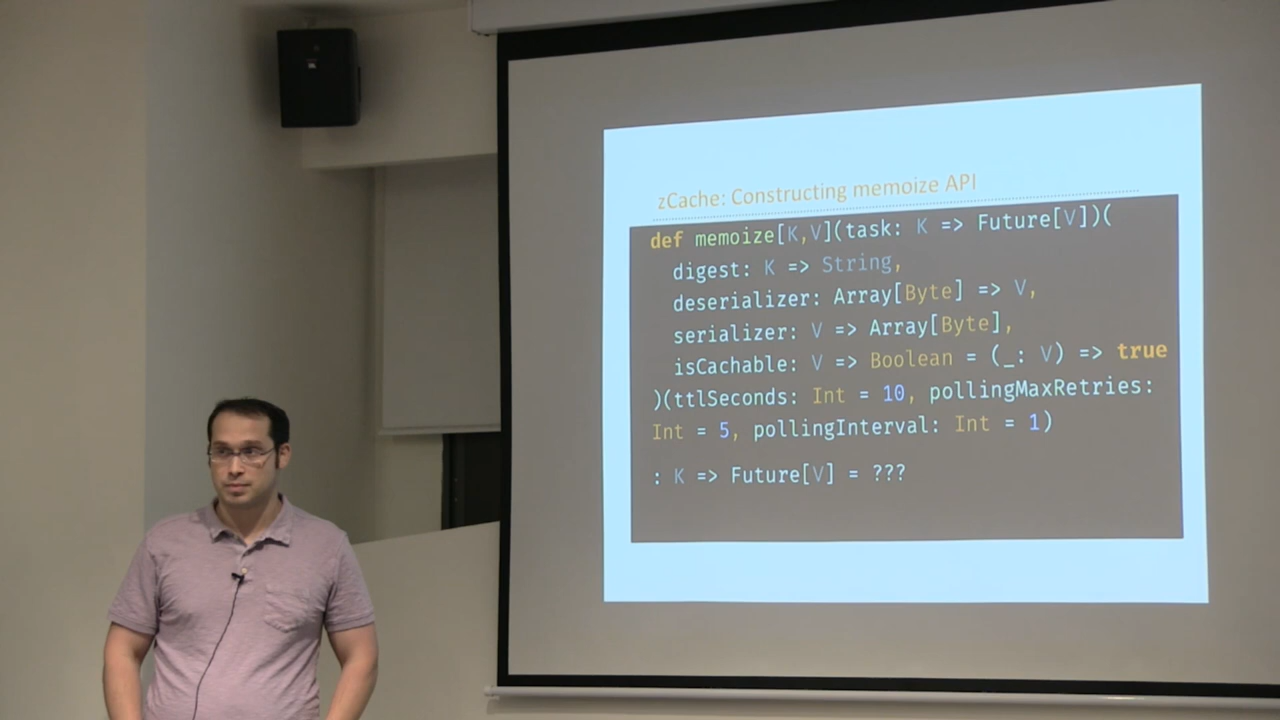 zCache: Constructing memoize API
def memoize[K,V](task: K => Future[V])(
digest: K => String,
deserializer: Array[Byte] => V,
serializer: V => Array[Byte],
isCachable: V => Boolean = (_: V) => true
)(ttlSeconds: Int = 10, pollingMaxRetries:
Int = 5, pollingInterval: Int = 1)
: K => Future[V] = ???